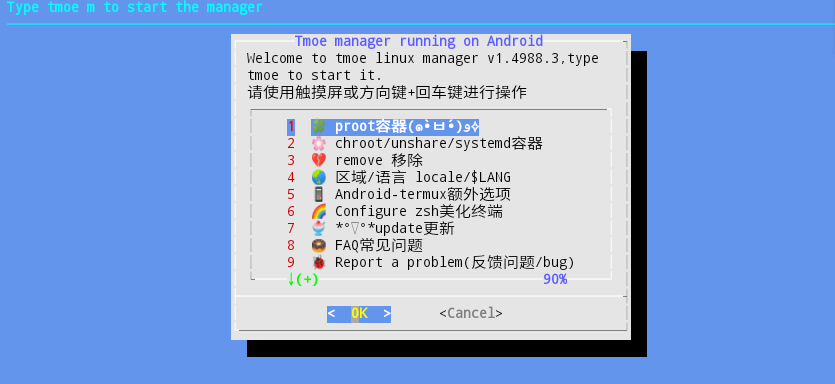 Type tmoe m to start the manager
Tmoe manager running on Android
Welcome to tmoe linux manager v1.4988.3,type
tmoe to start it.
请使用触摸屏或方向键+回车键进行操作
1 🍀 proot容器(๑•̀ㅂ•́)و✧
2 🌸 chroot/unshare/systemd容器
3 💔 remove 移除
4 🌏 区域/语言 locale/$LANG
5 📱 Android-termux额外选项
6 🌈 Configure zsh美化终端
7 🍧 *°▽°*update更新
8 🍩 FAQ常见问题
9 🐞 Report a problem(反馈问题/bug)
↓(+) 90%
< OK > <Cancel>